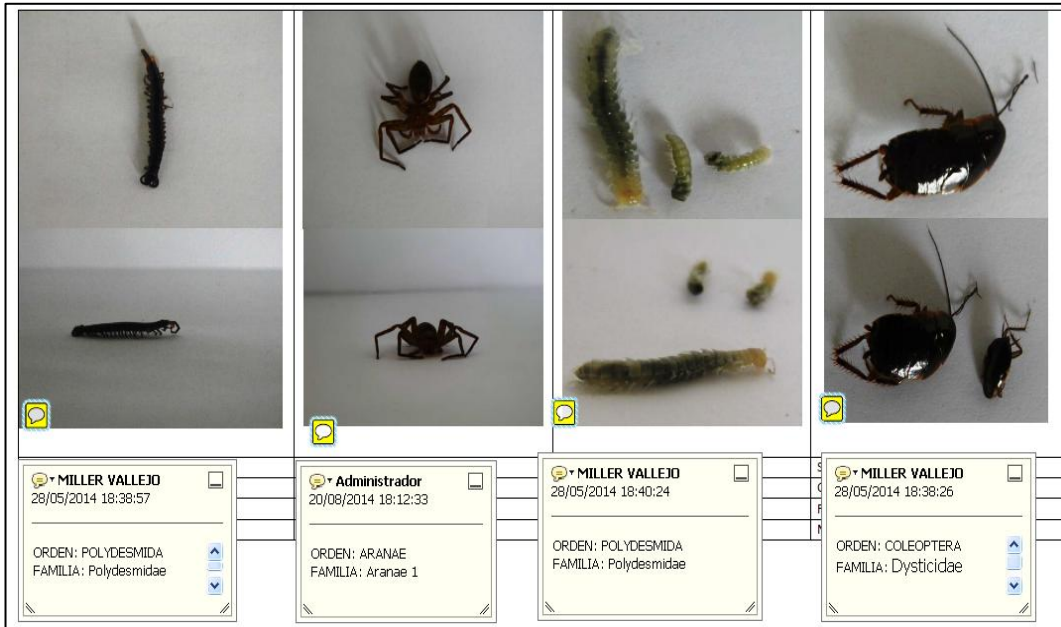 MILLER VALLEJO
28/05/2014 18:38:57
ORDEN: POLYDESMIDA
FAMILIA: Polydesmidae
Administrador
20/08/2014 18:12:33
ORDEN: ARANAE
FAMILIA: Aranae 1
MILLER VALLEJO
28/05/2014 18:40:24
ORDEN: POLYDESMIDA
FAMILIA: Polydesmidae
MILLER VALLEJO
28/05/2014 18:38:26
ORDEN: COLEOPTERA
FAMILIA: Dysticidae